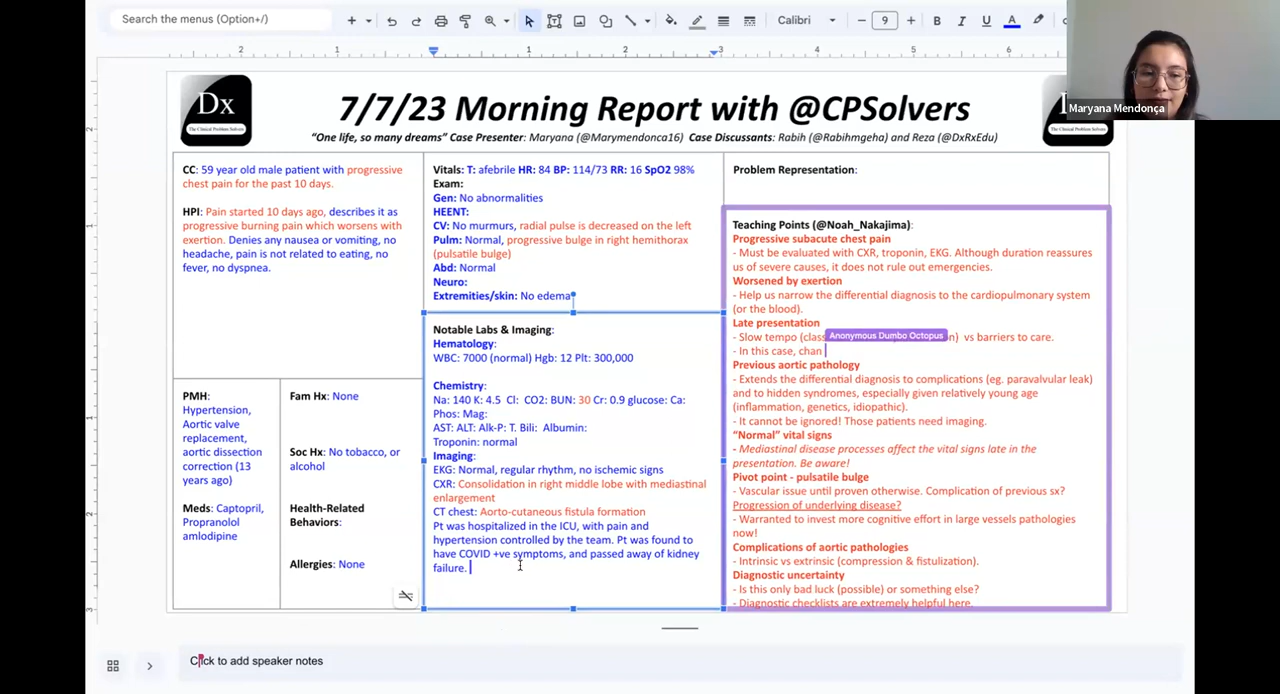 Search the menus (Option+/)
Calibri
9
B I U A
2 1 1 2 3 4 5 6
Maryana Mendonça
Dx
The Clinical Problem Solvers
7/7/23 Morning Report with @CPSolvers
"One life, so many dreams" Case Presenter: Maryana (@Marymendonca16) Case Discussants: Rabih (@Rabihmgeha) and Reza (@DxRxEdu)
The Clinical Problem Solvers
CC: 59 year old male patient with progressive
chest pain for the past 10 days.
HPI: Pain started 10 days ago, describes it as
progressive burning pain which worsens with
exertion. Denies any nausea or vomiting, no
headache, pain is not related to eating, no
fever, no dyspnea.
PMH:
Hypertension,
Aortic valve
replacement,
aortic dissection
correction (13
years ago)
Meds: Captopril,
Propranolol
amlodipine
Fam Hx: None
Soc Hx: No tobacco, or
alcohol
Health-Related
Behaviors:
Allergies: None
Vitals: T: afebrile HR: 84 BP: 114/73 RR: 16 SpO2 98%
Exam:
Gen: No abnormalities
HEENT:
CV: No murmurs, radial pulse is decreased on the left
Pulm: Normal, progressive bulge in right hemithorax
(pulsatile bulge)
Abd: Normal
Neuro:
Extremities/skin: No edema
Notable Labs & Imaging:
Hematology:
WBC: 7000 (normal) Hgb: 12 Plt: 300,000
Chemistry:
Na: 140 K: 4.5 Cl: CO2: BUN: 30 Cr: 0.9 glucose: Ca:
Phos: Mag:
AST: ALT: Alk-P: T. Bili: Albumin:
Troponin: normal
Imaging:
EKG: Normal, regular rhythm, no ischemic signs
CXR: Consolidation in right middle lobe with mediastinal
enlargement
CT chest: Aorto-cutaneous fistula formation
Pt was hospitalized in the ICU, with pain and
hypertension controlled by the team. Pt was found to
have COVID +ve symptoms, and passed away of kidney
failure.
Problem Representation:
Teaching Points (@Noah_Nakajima):
Progressive subacute chest pain
- Must be evaluated with CXR, troponin, EKG. Although duration reassures
us of severe causes, it does not rule out emergencies.
Worsened by exertion
- Help us narrow the differential diagnosis to the cardiopulmonary system
(or the blood).
Late presentation
Anonymous Dumbo Octopus
- Slow tempo (clas n) vs barriers to care.
- In this case, chan
Previous aortic pathology
- Extends the differential diagnosis to complications (eg. paravalvular leak)
and to hidden syndromes, especially given relatively young age
(inflammation, genetics, idiopathic).
- It cannot be ignored! Those patients need imaging.
"Normal" vital signs
- Mediastinal disease processes affect the vital signs late in the
presentation. Be aware!
Pivot point - pulsatile bulge
- Vascular issue until proven otherwise. Complication of previous sx?
Progression of underlying disease?
- Warranted to invest more cognitive effort in large vessels pathologies
now!
Complications of aortic pathologies
- Intrinsic vs extrinsic (compression & fistulization).
Diagnostic uncertainty
- Is this only bad luck (possible) or something else?
- Diagnostic checklists are extremely helpful here.
Click to add speaker notes